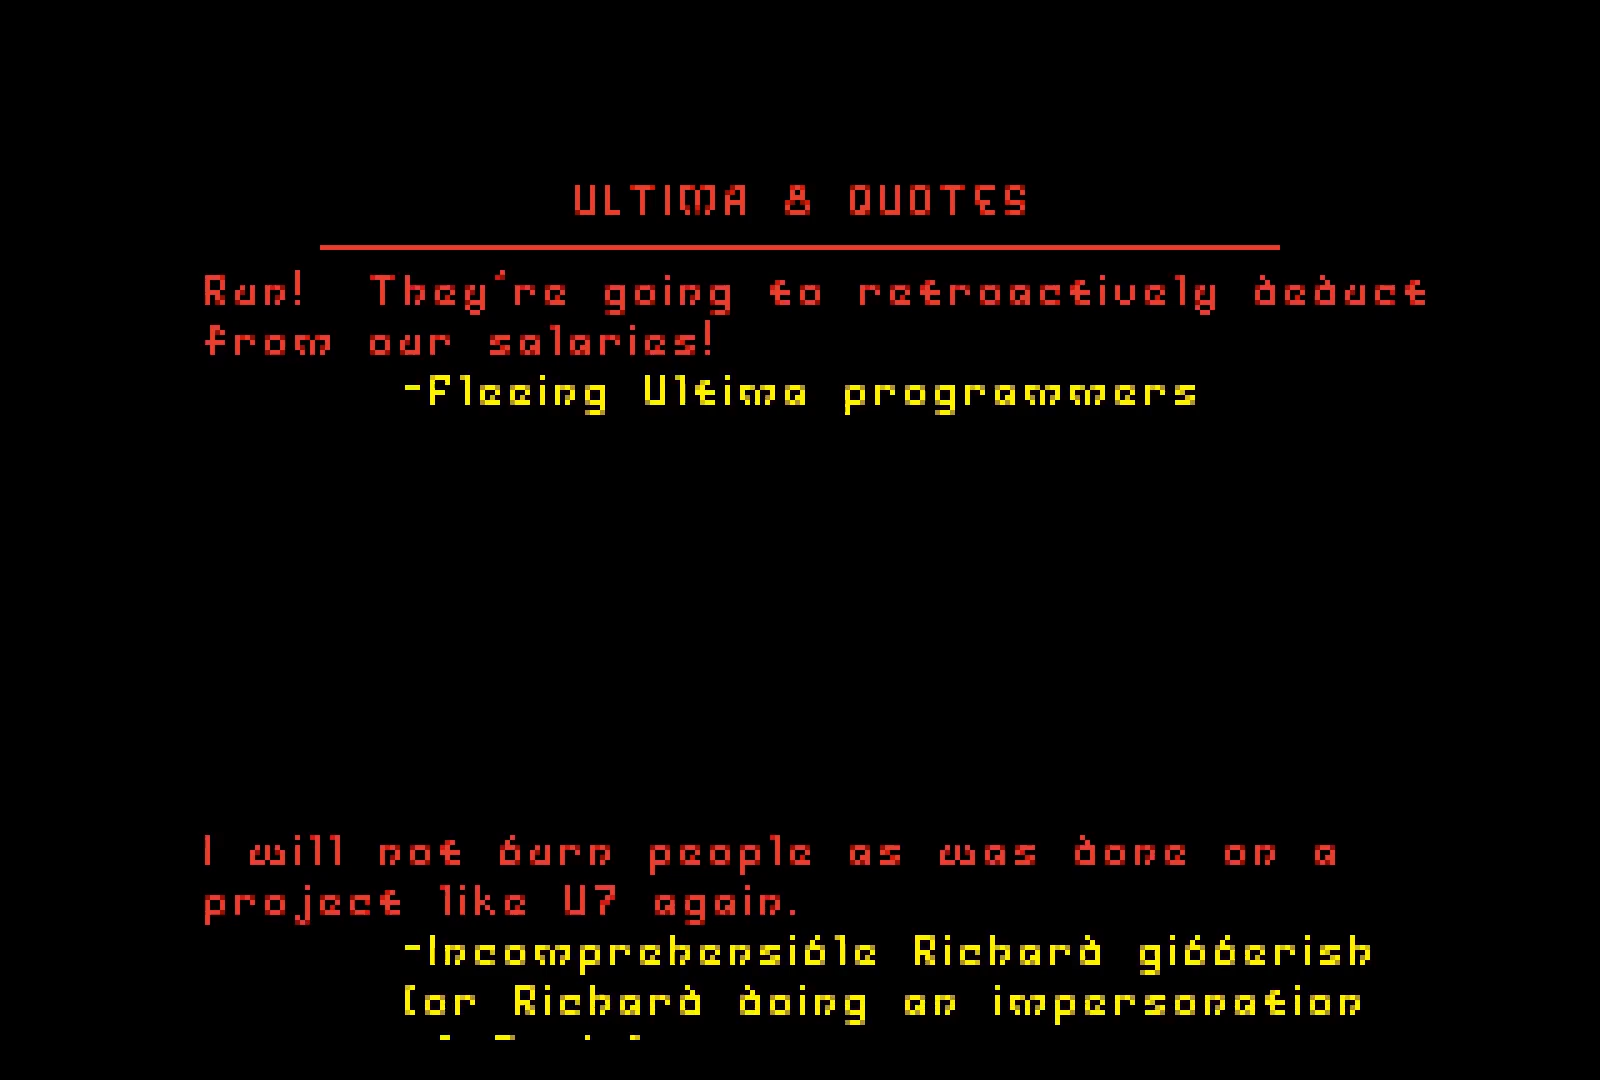 ULTIMA & QUOTES
Run!  They're going to retroactively deduct
from our salaries!
-Fleeing Ultima programmers
I will not burn people as was done on a
project like U7 again.
-Incomprehensible Richard gibberish
(or Richard doing an impersonation